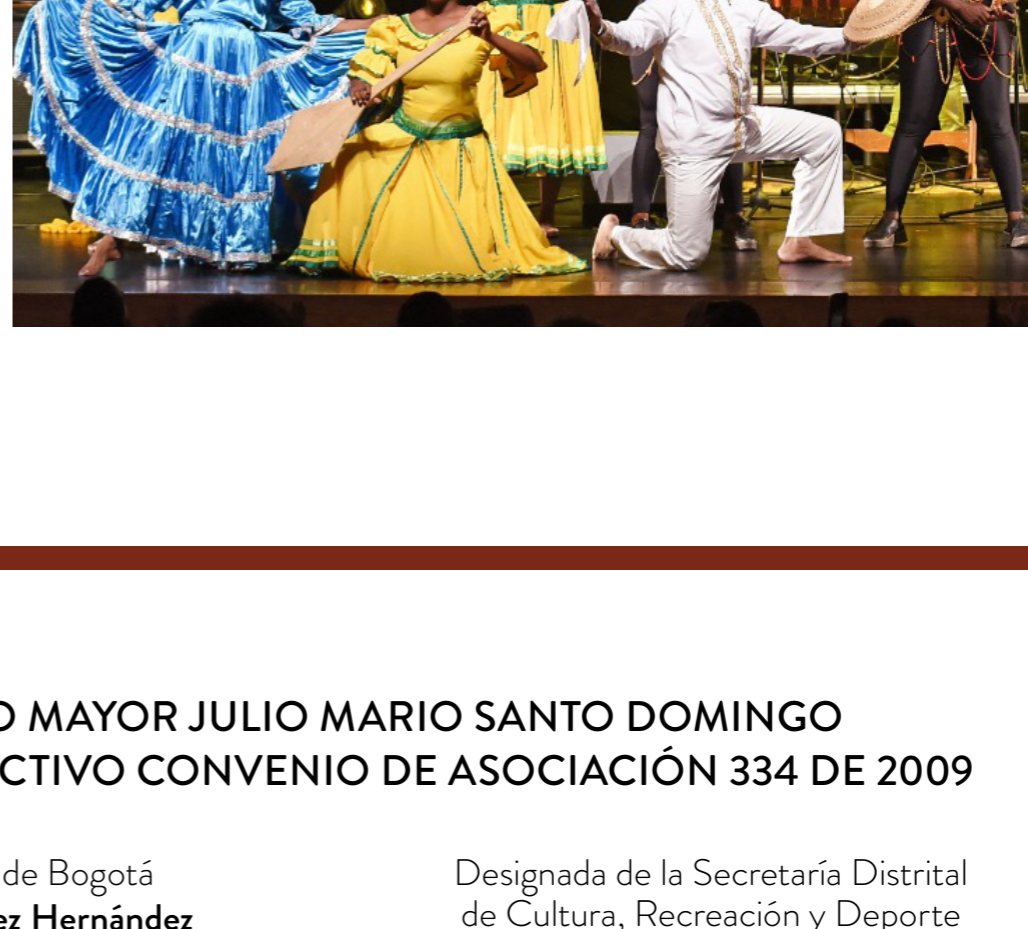 O MAYOR JULIO MARIO SANTO DOMINGO
CTIVO CONVENIO DE ASOCIACIÓN 334 DE 2009
de Bogotá
ez Hernández
Designada de la Secretaría Distrital
de Cultura, Recreación y Deporte